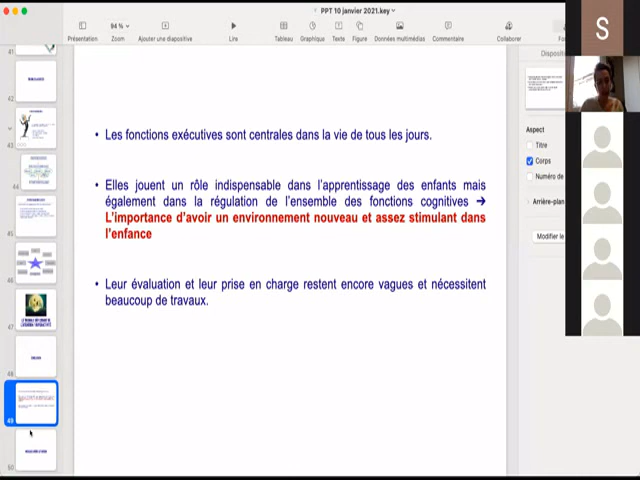 PPT 10 janvier 2021.key
94 %
Présentation
Zoom
Ajouter une diapositive
Lire
Tableau
Graphique
Texte
Figure
Données multimédias
Commentaire
Collaborer
S
41
42
43
44
45
46
47
48
49
50
• Les fonctions exécutives sont centrales dans la vie de tous les jours.
• Elles jouent un rôle indispensable dans l'apprentissage des enfants mais
également dans la régulation de l'ensemble des fonctions cognitives ➔
L'importance d'avoir un environnement nouveau et assez stimulant dans
l'enfance
• Leur évaluation et leur prise en charge restent encore vagues et nécessitent
beaucoup de travaux.
Aspect
Titre
Corps
Numéro de
Arrière-plan
Modifier le